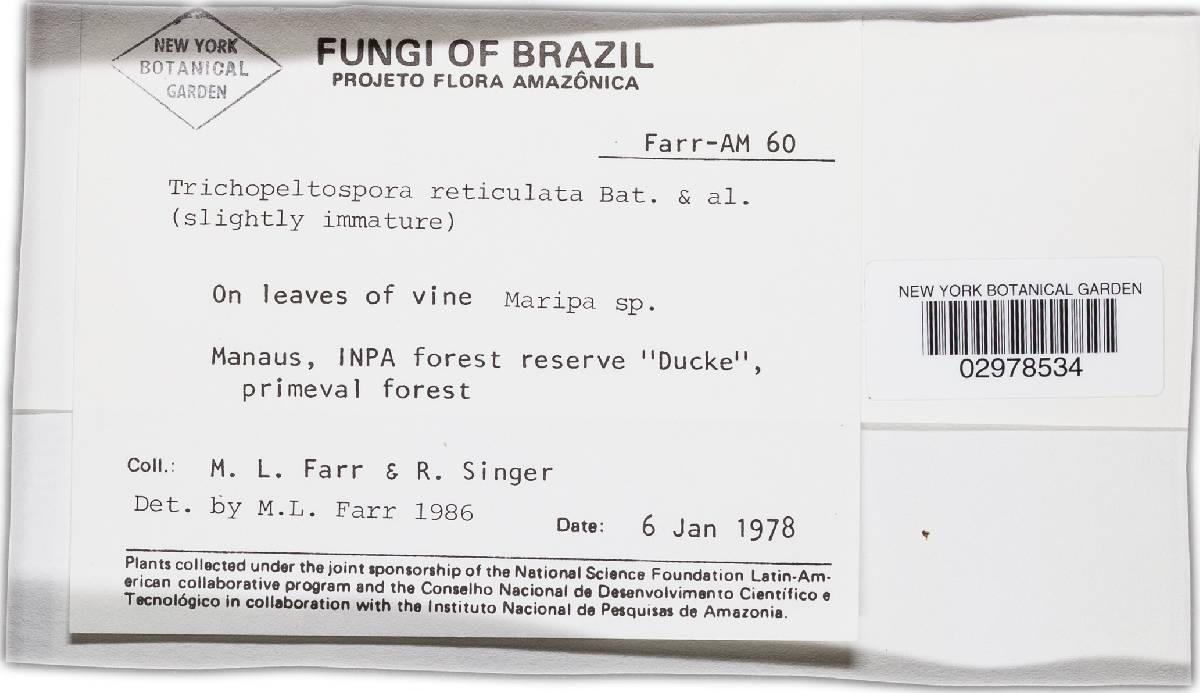 NEW YORK
BOTANICAL
GARDEN
FUNGI OF BRAZIL
PROJETO FLORA AMAZÔNICA
Farr-AM 60
Trichopeltospora reticulata Bat. & al.
(slightly immature)
On leaves of vine Maripa sp.
Manaus, INPA forest reserve "Ducke",
primeval forest
Coll.: M. L. Farr & R. Singer
Det. by M.L. Farr 1986
Date: 6 Jan 1978
Plants collected under the joint sponsorship of the National Science Foundation Latin-Am-
erican collaborative program and the Conselho Nacional de Desenvolvimento Científico e
Tecnológico in collaboration with the Instituto Nacional de Pesquisas de Amazonia.
NEW YORK BOTANICAL GARDEN
02978534